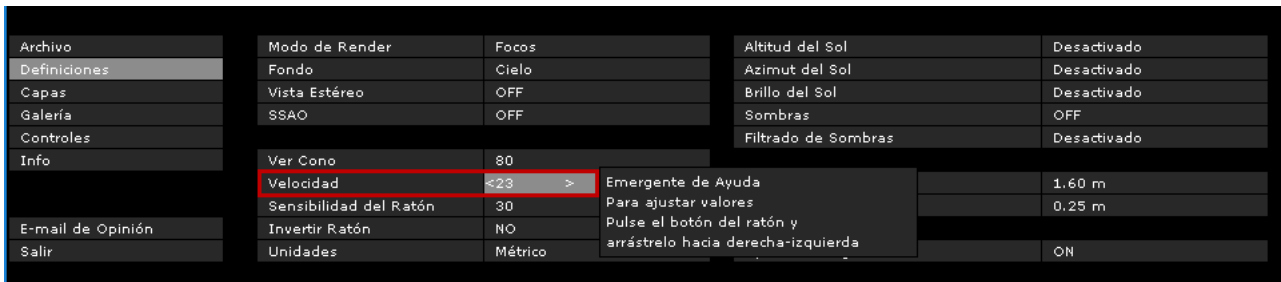 Archivo
Definiciones
Capas
Galería
Controles
Info
E-mail de Opinión
Salir
Modo de Render Focos
Fondo Cielo
Vista Estéreo OFF
SSAO OFF
Ver Cono 80
Velocidad <23 >
Sensibilidad del Ratón 30
Invertir Ratón NO
Unidades Métrico
Emergente de Ayuda
Para ajustar valores
Pulse el botón del ratón y
arrástrelo hacia derecha-izquierda
Altitud del Sol Desactivado
Azimut del Sol Desactivado
Brillo del Sol Desactivado
Sombras OFF
Filtrado de Sombras Desactivado
1.60 m
0.25 m
ON